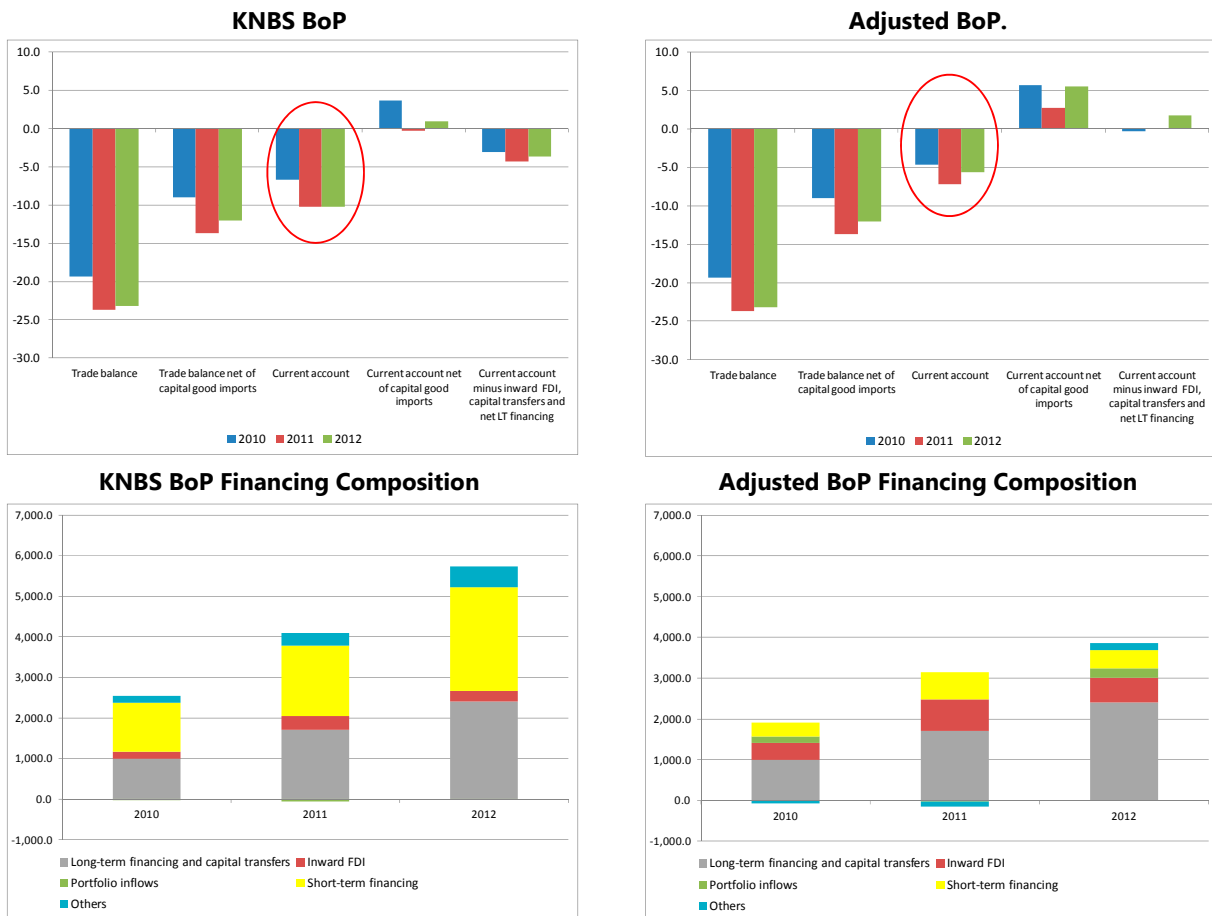 KNBS BoP
10.0
5.0
0.0
-5.0
-10.0
-15.0
-20.0
-25.0
-30.0
Trade balance
Trade balance net of
capital good imports
Current account
Current account net
of capital good
imports
Current account
minus inward FDI,
capital transfers and
net LT financing
2010 2011 2012
Adjusted BoP.
10.0
5.0
0.0
-5.0
-10.0
-15.0
-20.0
-25.0
-30.0
Trade balance
Trade balance net of
capital good imports
Current account
Current account net
of capital good
imports
Current account
minus inward FDI,
capital transfers and
net LT financing
2010 2011 2012
KNBS BoP Financing Composition
7,000.0
6,000.0
5,000.0
4,000.0
3,000.0
2,000.0
1,000.0
0.0
-1,000.0
2010 2011 2012
Long-term financing and capital transfers Inward FDI
Portfolio inflows Short-term financing
Others
Adjusted BoP Financing Composition
7,000.0
6,000.0
5,000.0
4,000.0
3,000.0
2,000.0
1,000.0
0.0
-1,000.0
2010 2011 2012
Long-term financing and capital transfers Inward FDI
Portfolio inflows Short-term financing
Others